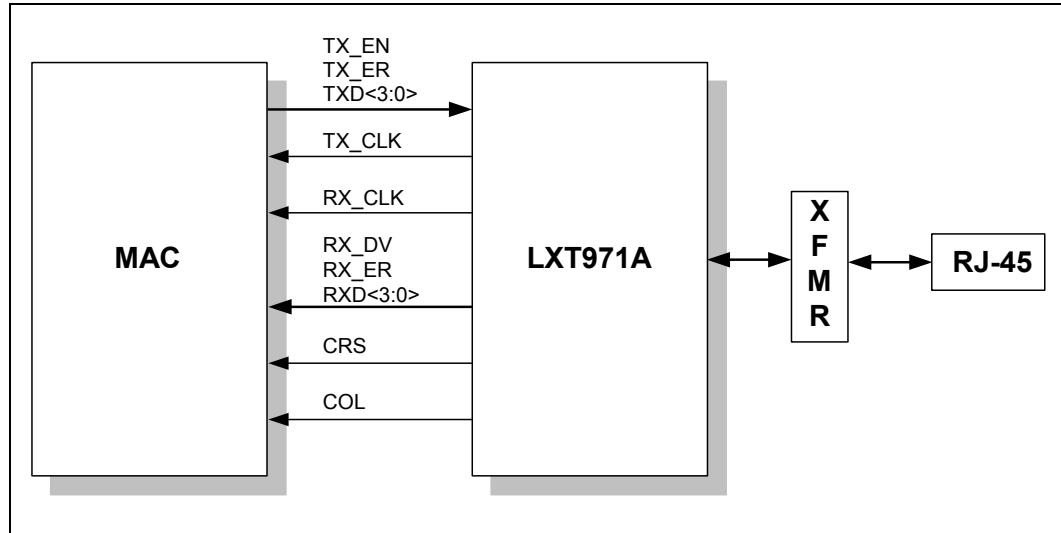 TX_EN
TX_ER
TXD<3:0>
TX_CLK
RX_CLK
RX_DV
RX_ER
RXD<3:0>
CRS
COL
MAC
LXT971A
X
F
M
R
RJ-45